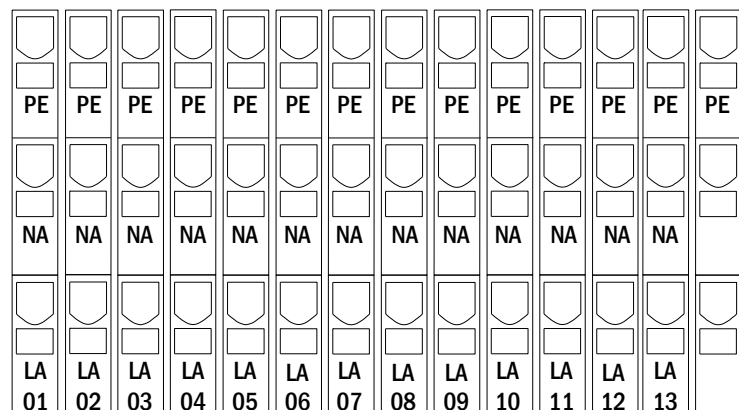 PE PE PE PE PE PE PE PE PE PE PE PE PE PE
NA NA NA NA NA NA NA NA NA NA NA NA NA
LA LA LA LA LA LA LA LA LA LA LA LA LA
01 02 03 04 05 06 07 08 09 10 11 12 13